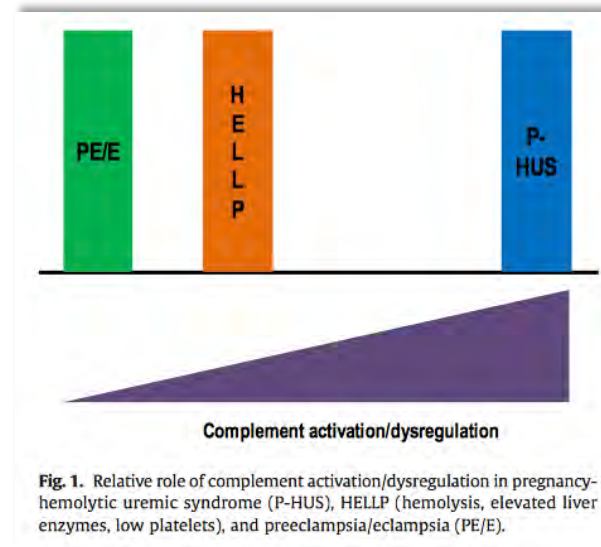 PE/E
H
E
L
L
P
P-
HUS
Complement activation/dysregulation
Fig. 1. Relative role of complement activation/dysregulation in pregnancy-
hemolytic uremic syndrome (P-HUS), HELLP (hemolysis, elevated liver
enzymes, low platelets), and preeclampsia/eclampsia (PE/E).